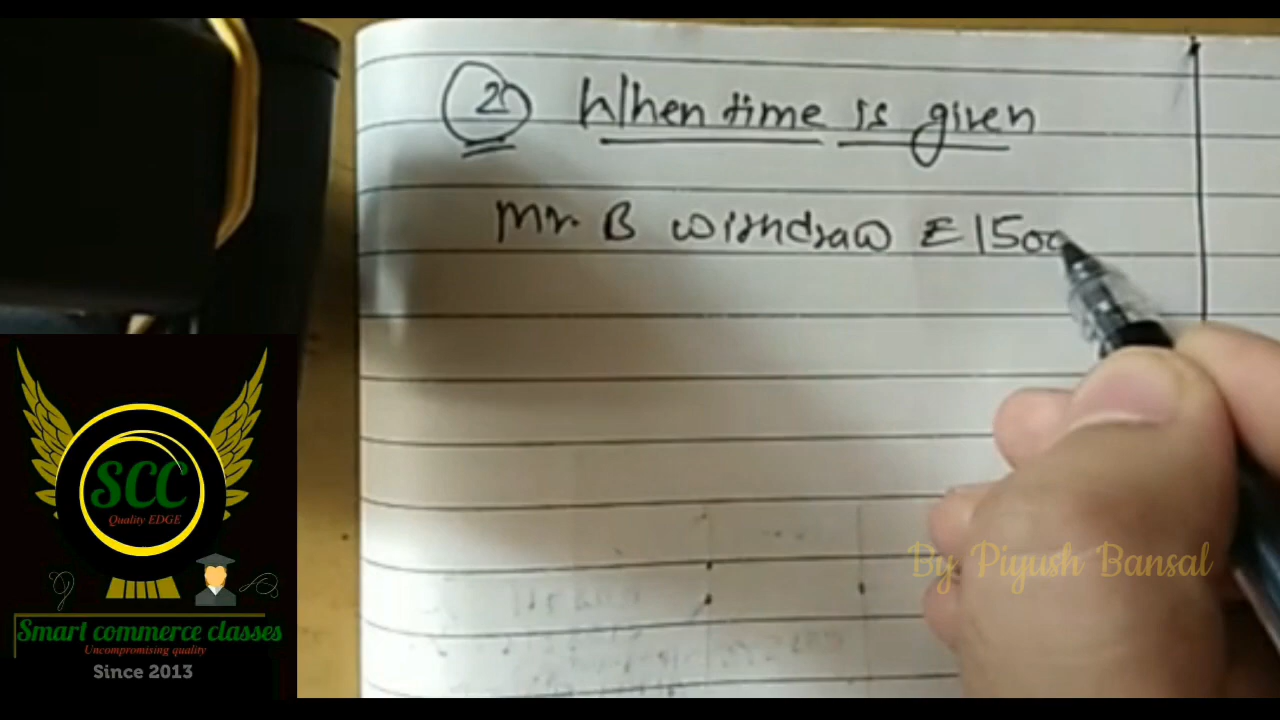 2 When time is given
Mr. B withdraw ₹ 1500
SCC
Quality EDGE
Smart commerce classes
Uncompromising quality
Since 2013
By Piyush Bansal